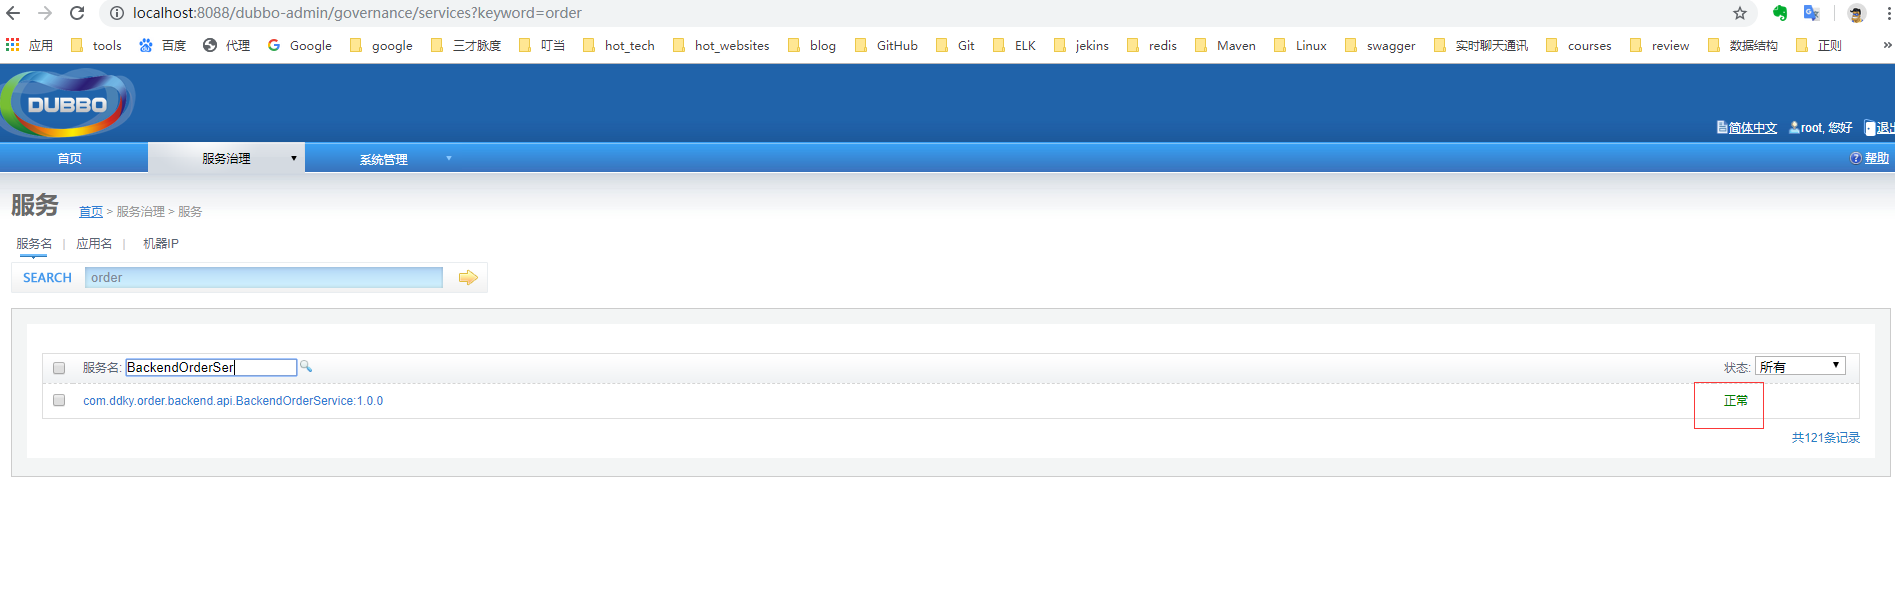 localhost:8088/dubbo-admin/governance/services?keyword=order
应用 tools 百度 代理 Google google 三才脉度 叮当 hot_tech hot_websites blog GitHub Git ELK jekins redis Maven Linux swagger 实时聊天通讯 courses review 数据结构 正则 »
DUBBO
简体中文 root, 您好 退出
首页 服务治理 ▼ 系统管理 ▼ ? 帮助
服务 首页 > 服务治理 > 服务
服务名 | 应用名 | 机器IP
SEARCH order
服务名: BackendOrderSer 状态: 所有
com.ddky.order.backend.api.BackendOrderService:1.0.0 正常
共121条记录